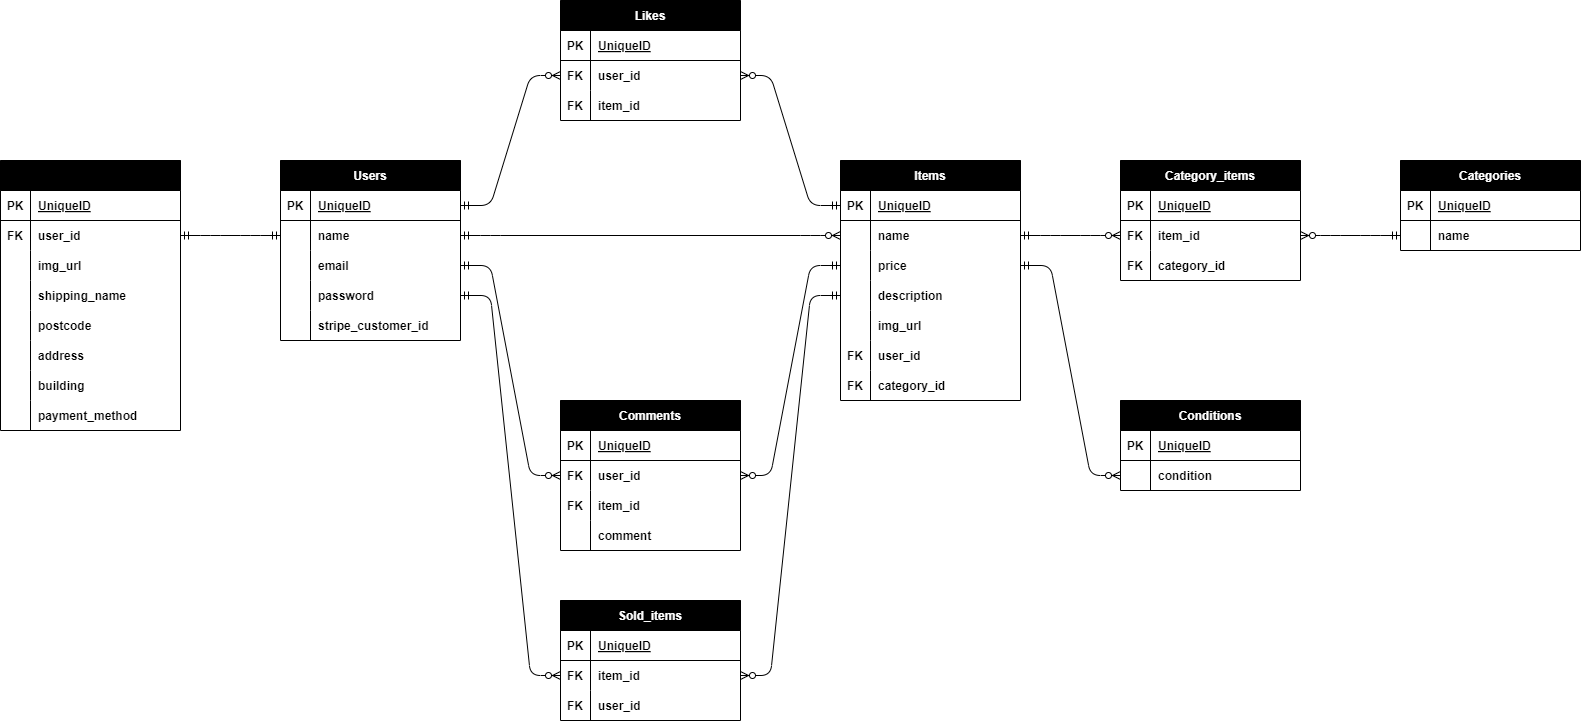 Likes
PK UniqueID
FK user_id
FK item_id
PK UniqueID
FK user_id
img_url
shipping_name
postcode
address
building
payment_method
Users
PK UniqueID
name
email
password
stripe_customer_id
Items
PK UniqueID
name
price
description
img_url
FK user_id
FK category_id
Category_items
PK UniqueID
FK item_id
FK category_id
Categories
PK UniqueID
name
Comments
PK UniqueID
FK user_id
FK item_id
comment
Conditions
PK UniqueID
condition
Sold_items
PK UniqueID
FK item_id
FK user_id